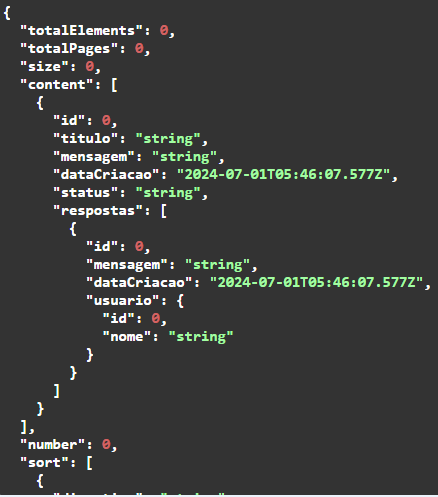 {
  "totalElements": 0,
  "totalPages": 0,
  "size": 0,
  "content": [
    {
      "id": 0,
      "titulo": "string",
      "mensagem": "string",
      "dataCriacao": "2024-07-01T05:46:07.577Z",
      "status": "string",
      "respostas": [
        {
          "id": 0,
          "mensagem": "string",
          "dataCriacao": "2024-07-01T05:46:07.577Z",
          "usuario": {
            "id": 0,
            "nome": "string"
          }
        }
      ]
    }
  ],
  "number": 0,
  "sort": [
    {